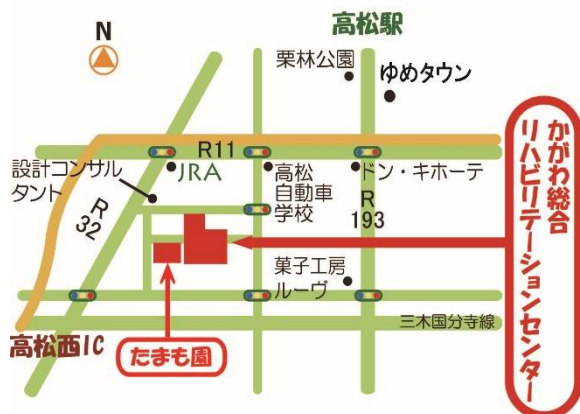 高松駅
N
栗林公園
ゆめタウン
R11
設計コンサル
タント
JRA
高松
自動車
学校
ドン・キホーテ
R
32
R
193
かがわ総合
リハビリテーションセンター
菓子工房
ルーヴ
三木国分寺線
高松西IC
たまも園